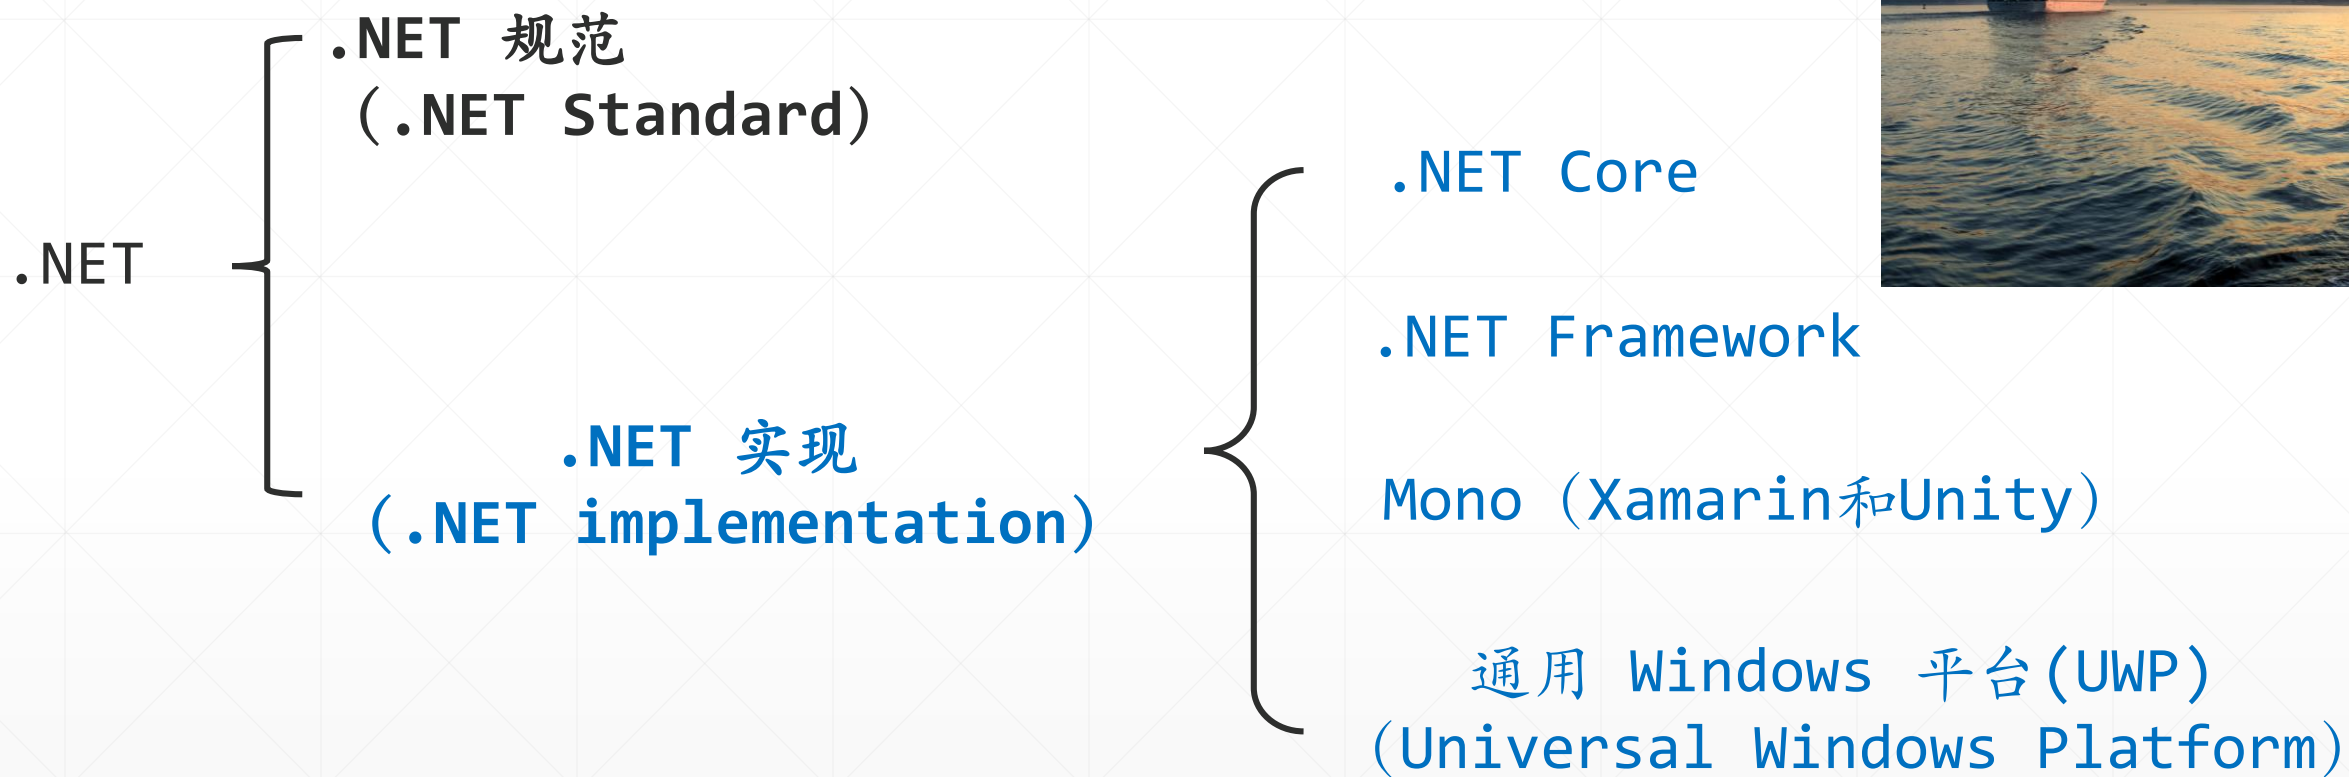 .NET 规范
（.NET Standard）
.NET
.NET 实现
（.NET implementation）
.NET Core
.NET Framework
Mono（Xamarin和Unity）
通用 Windows 平台(UWP)
（Universal Windows Platform）